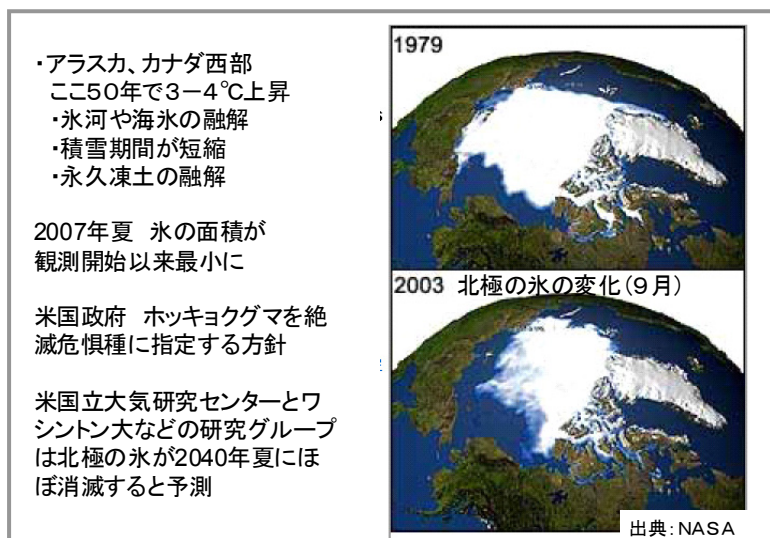 ・アラスカ、カナダ西部
ここ50年で3－4℃上昇
・氷河や海氷の融解
・積雪期間が短縮
・永久凍土の融解
2007年夏 氷の面積が
観測開始以来最小に
米国政府 ホッキョクグマを絶
滅危惧種に指定する方針
米国立大気研究センターとワ
シントン大などの研究グループ
は北極の氷が2040年夏にほ
ぼ消滅すると予測
1979
2003 北極の氷の変化(9月)
出典:NASA